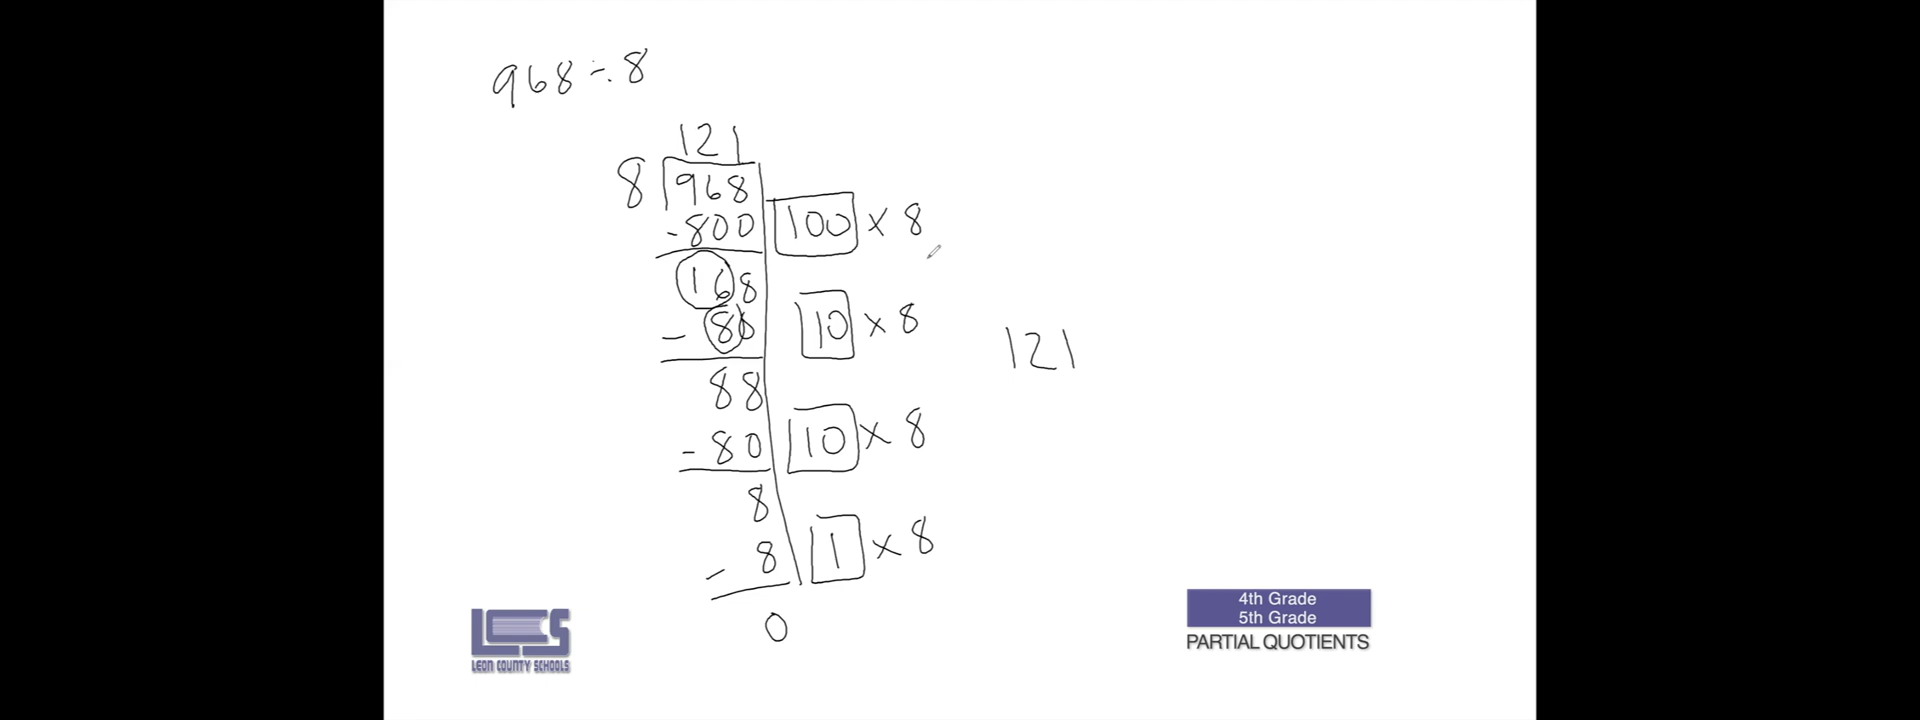 968 ÷ 8
121
8 968
-800 100 × 8
168
- 80 10 × 8
121
88
- 80 10 × 8
8
- 8 1 × 8
0
LCS
LEON COUNTY SCHOOLS
4th Grade
5th Grade
PARTIAL QUOTIENTS